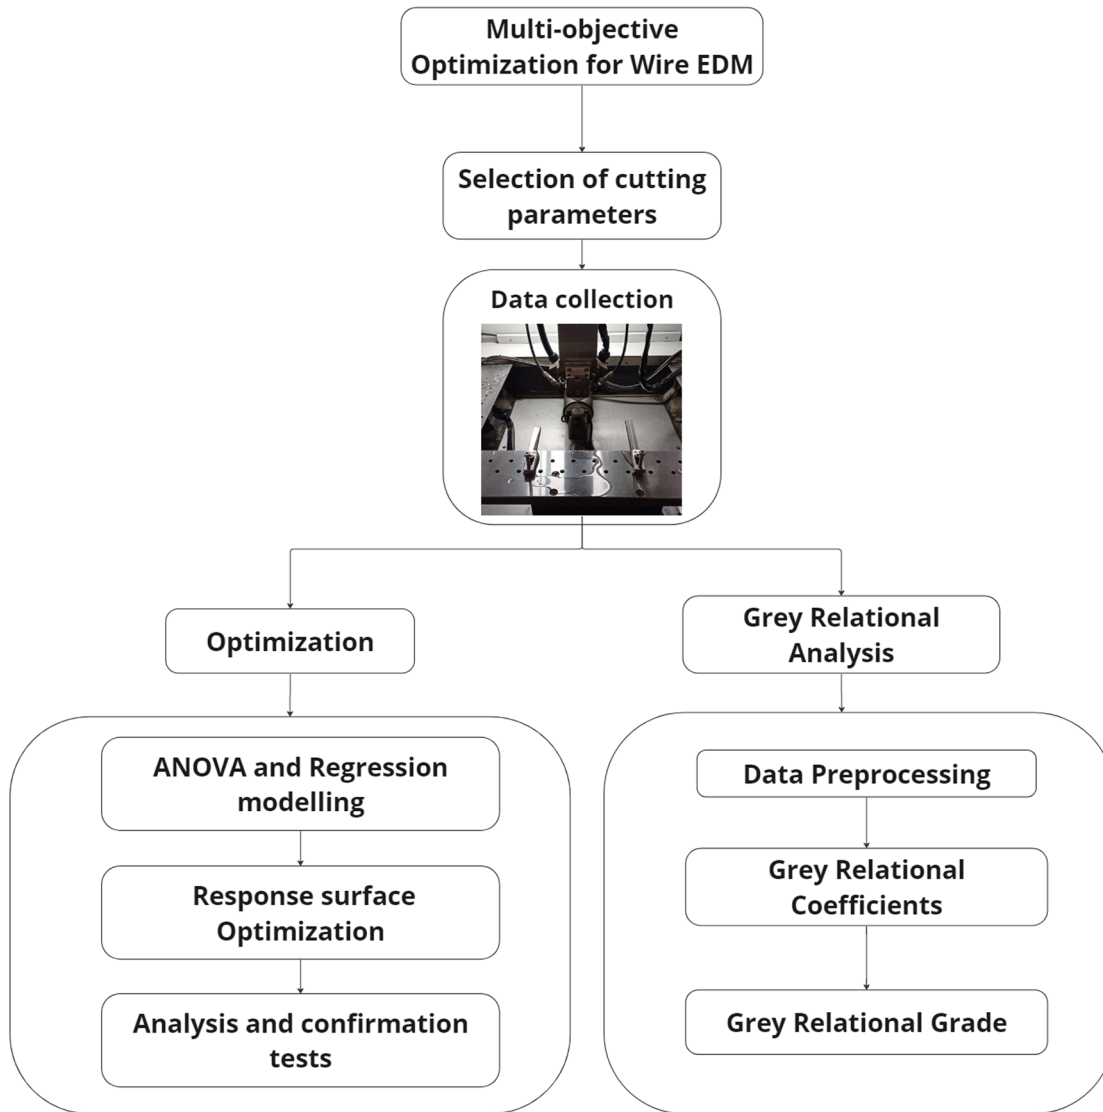 Multi-objective
Optimization for Wire EDM
Selection of cutting
parameters
Data collection
Optimization
ANOVA and Regression
modelling
Response surface
Optimization
Analysis and confirmation
tests
Grey Relational
Analysis
Data Preprocessing
Grey Relational
Coefficients
Grey Relational Grade